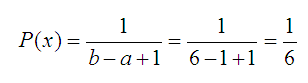 P(x) = 1/(b−a+1) = 1/(6−1+1) = 1/6